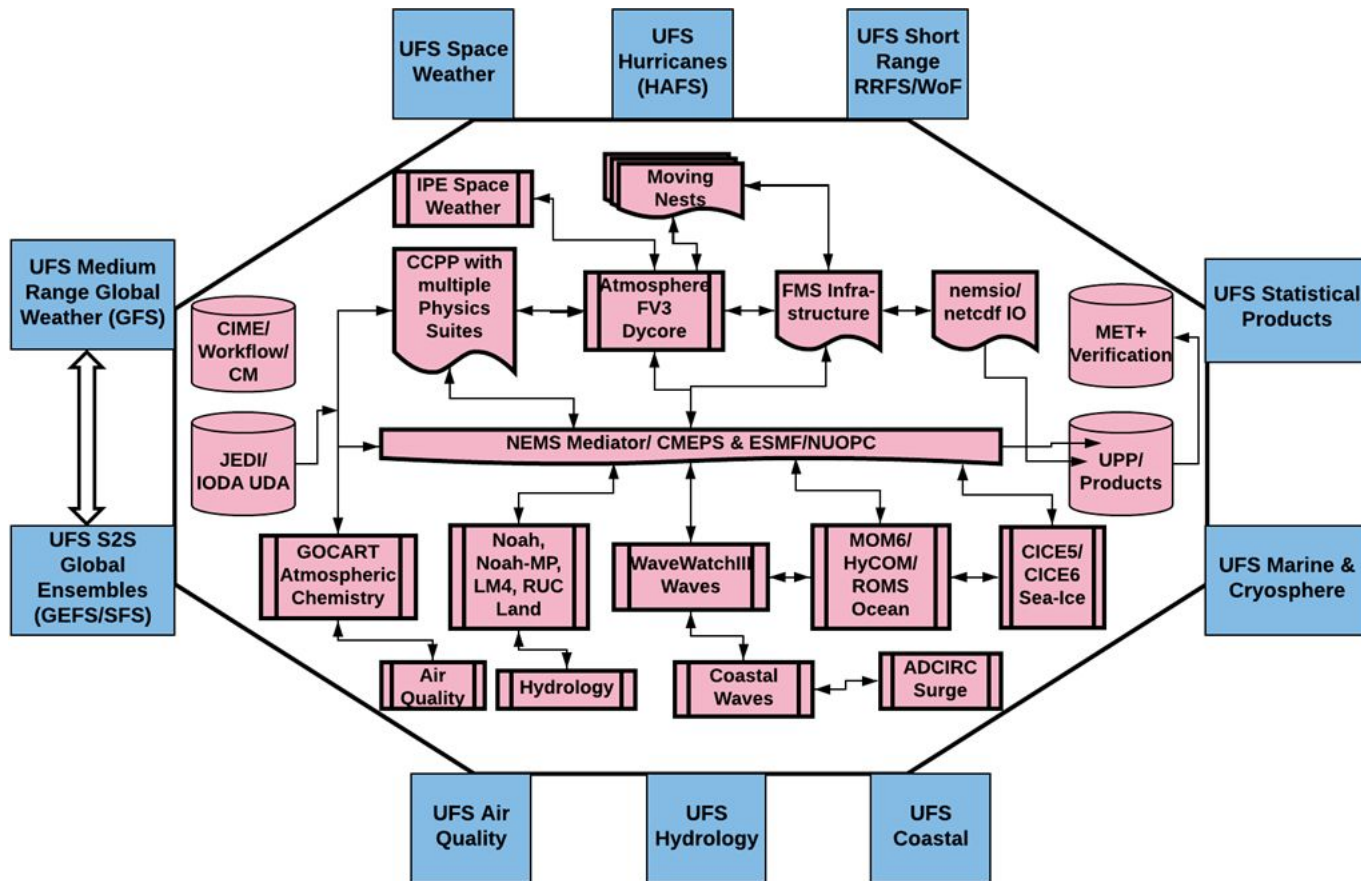 UFS Space
Weather
UFS
Hurricanes
(HAFS)
UFS Short
Range
RRFS/WoF
IPE Space
Weather
Moving
Nests
UFS Medium
Range Global
Weather (GFS)
CIME/
Workflow/
CM
CCPP with
multiple
Physics
Suites
Atmosphere
FV3
Dycore
FMS Infra-
structure
nemsio/
netcdf IO
MET+
Verification
UFS Statistical
Products
JEDI/
IODA UDA
NEMS Mediator/ CMEPS & ESMF/NUOPC
UPP/
Products
UFS S2S
Global
Ensembles
(GEFS/SFS)
GOCART
Atmospheric
Chemistry
Noah,
Noah-MP,
LM4, RUC
Land
WaveWatchIII
Waves
MOM6/
HyCOM/
ROMS
Ocean
CICE5/
CICE6
Sea-Ice
UFS Marine &
Cryosphere
Air
Quality
Hydrology
Coastal
Waves
ADCIRC
Surge
UFS Air
Quality
UFS
Hydrology
UFS
Coastal